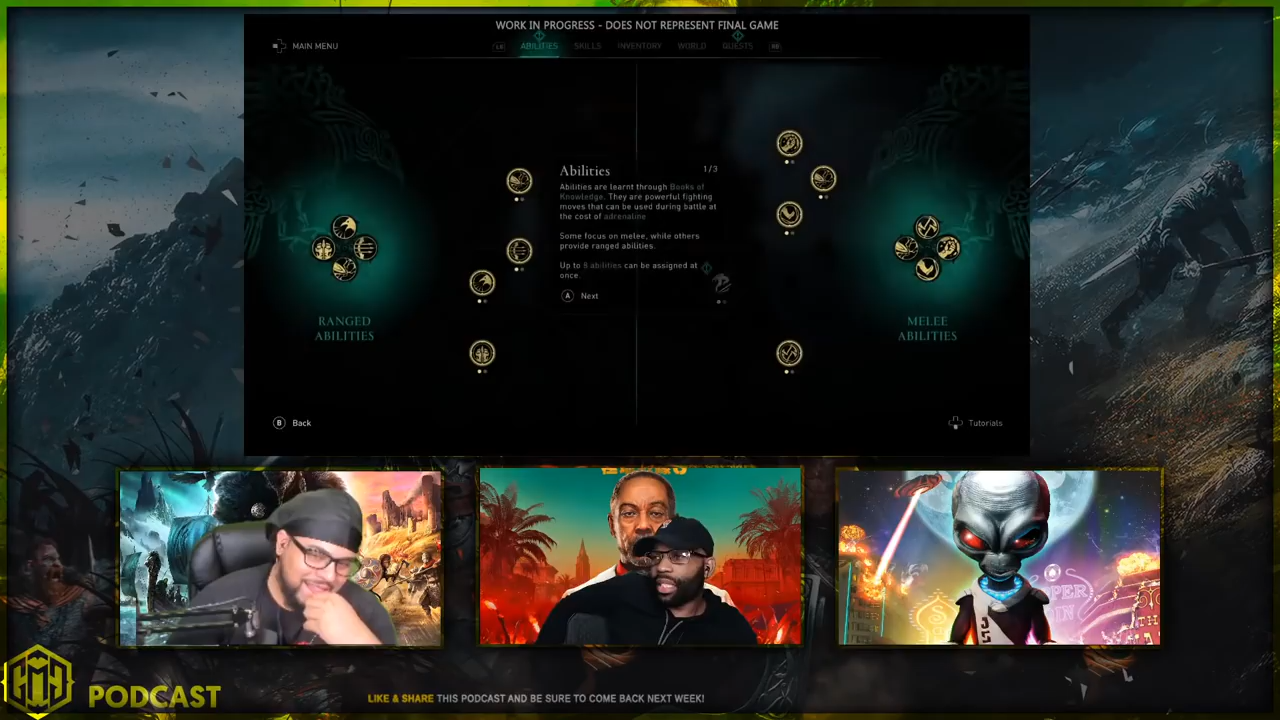 WORK IN PROGRESS - DOES NOT REPRESENT FINAL GAME
MAIN MENU
LB ABILITIES SKILLS INVENTORY WORLD QUESTS RB
Abilities 1/3
Abilities are learnt through Books of
Knowledge. They are powerful fighting
moves that can be used during battle at
the cost of adrenaline
Some focus on melee, while others
provide ranged abilities.
Up to 8 abilities can be assigned at
once.
A Next
RANGED
ABILITIES
MELEE
ABILITIES
B Back
Tutorials
PODCAST
LIKE & SHARE THIS PODCAST AND BE SURE TO COME BACK NEXT WEEK!